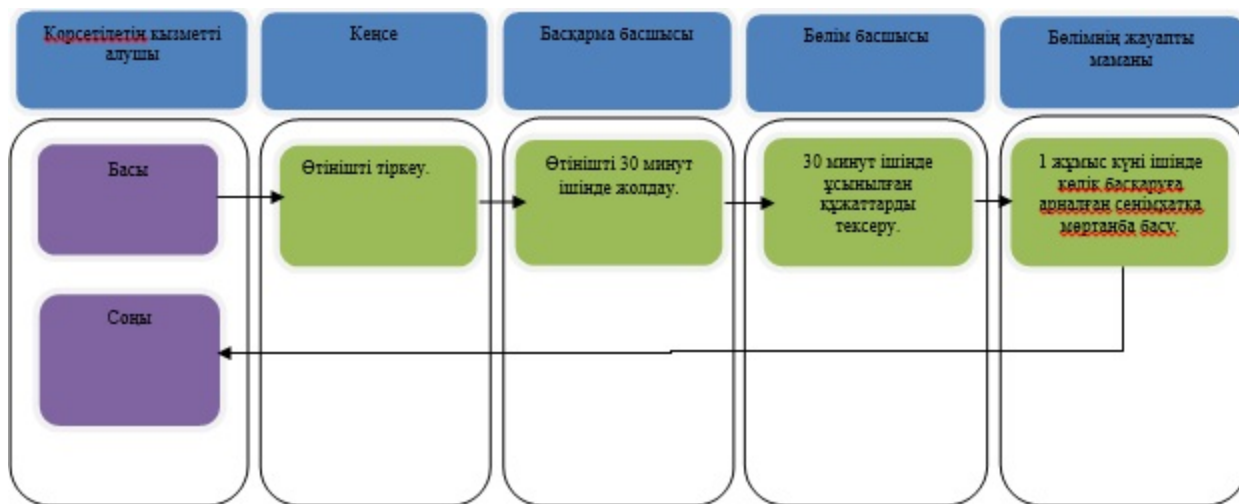 Көрсетілетің қызметті
алушы
Кеңсе
Басқарма басшысы
Бөлім басшысы
Бөлімнің жауапты
маманы
Басы
Өтінішті тіркеу.
Өтінішті 30 минут
ішінде жолдау.
30 минут ішінде
ұсынылған
құжаттарды
тексеру.
1 жұмыс күні ішінде
көлік басқаруға
арналған сенімхатқа
мөртаңба басу.
Соңы